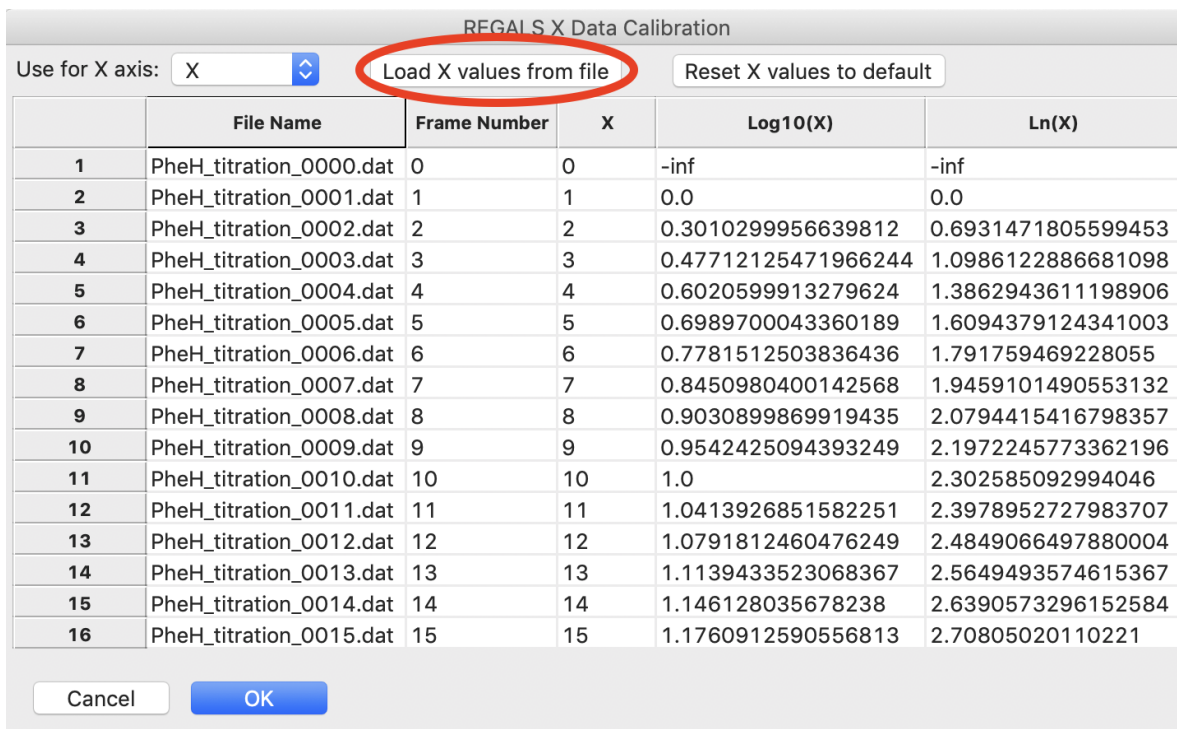 REGALS X Data Calibration
Use for X axis: X Load X values from file Reset X values to default
File Name Frame Number X Log10(X) Ln(X)
1 PheH_titration_0000.dat 0 0 -inf -inf
2 PheH_titration_0001.dat 1 1 0.0 0.0
3 PheH_titration_0002.dat 2 2 0.3010299956639812 0.6931471805599453
4 PheH_titration_0003.dat 3 3 0.47712125471966244 1.0986122886681098
5 PheH_titration_0004.dat 4 4 0.6020599913279624 1.3862943611198906
6 PheH_titration_0005.dat 5 5 0.6989700043360189 1.6094379124341003
7 PheH_titration_0006.dat 6 6 0.7781512503836436 1.791759469228055
8 PheH_titration_0007.dat 7 7 0.8450980400142568 1.9459101490553132
9 PheH_titration_0008.dat 8 8 0.9030899869919435 2.0794415416798357
10 PheH_titration_0009.dat 9 9 0.9542425094393249 2.1972245773362196
11 PheH_titration_0010.dat 10 10 1.0 2.302585092994046
12 PheH_titration_0011.dat 11 11 1.0413926851582251 2.3978952727983707
13 PheH_titration_0012.dat 12 12 1.0791812460476249 2.4849066497880004
14 PheH_titration_0013.dat 13 13 1.1139433523068367 2.56494935746​15367
15 PheH_titration_0014.dat 14 14 1.146128035678238 2.6390573296152584
16 PheH_titration_0015.dat 15 15 1.1760912590556813 2.70805020110221
Cancel OK